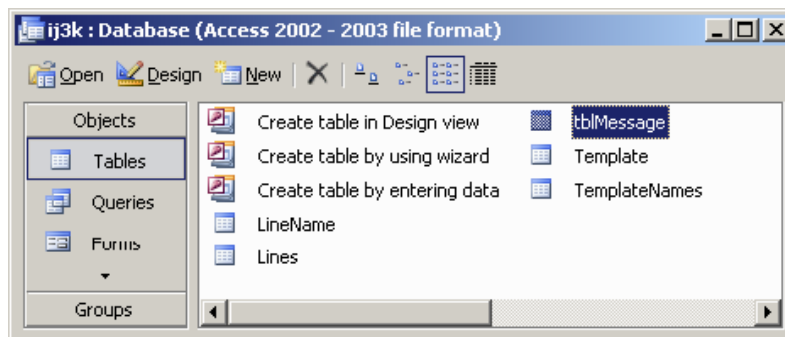 ij3k : Database (Access 2002 - 2003 file format)
Open Design New
Objects
Tables
Queries
Forms
Groups
Create table in Design view
Create table by using wizard
Create table by entering data
LineName
Lines
tblMessage
Template
TemplateNames